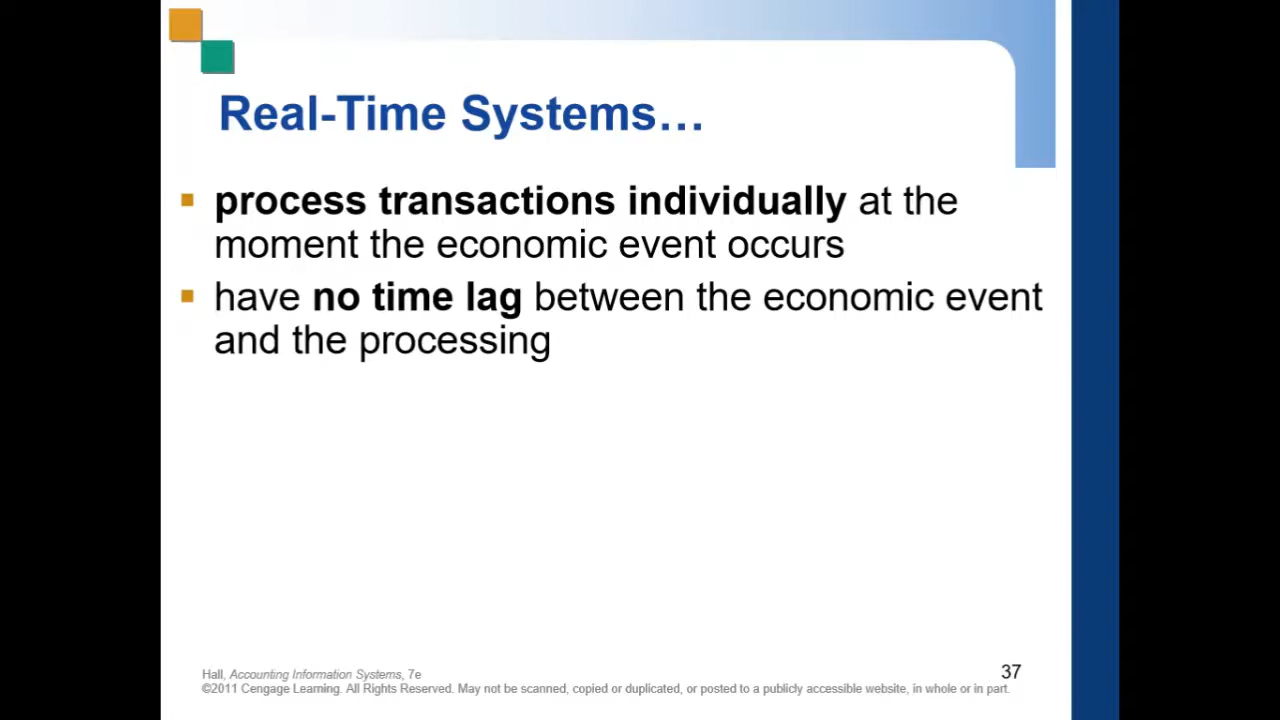 Real-Time Systems…
process transactions individually at the
moment the economic event occurs
have no time lag between the economic event
and the processing
Hall, Accounting Information Systems, 7e
©2011 Cengage Learning. All Rights Reserved. May not be scanned, copied or duplicated, or posted to a publicly accessible website, in whole or in part.
37